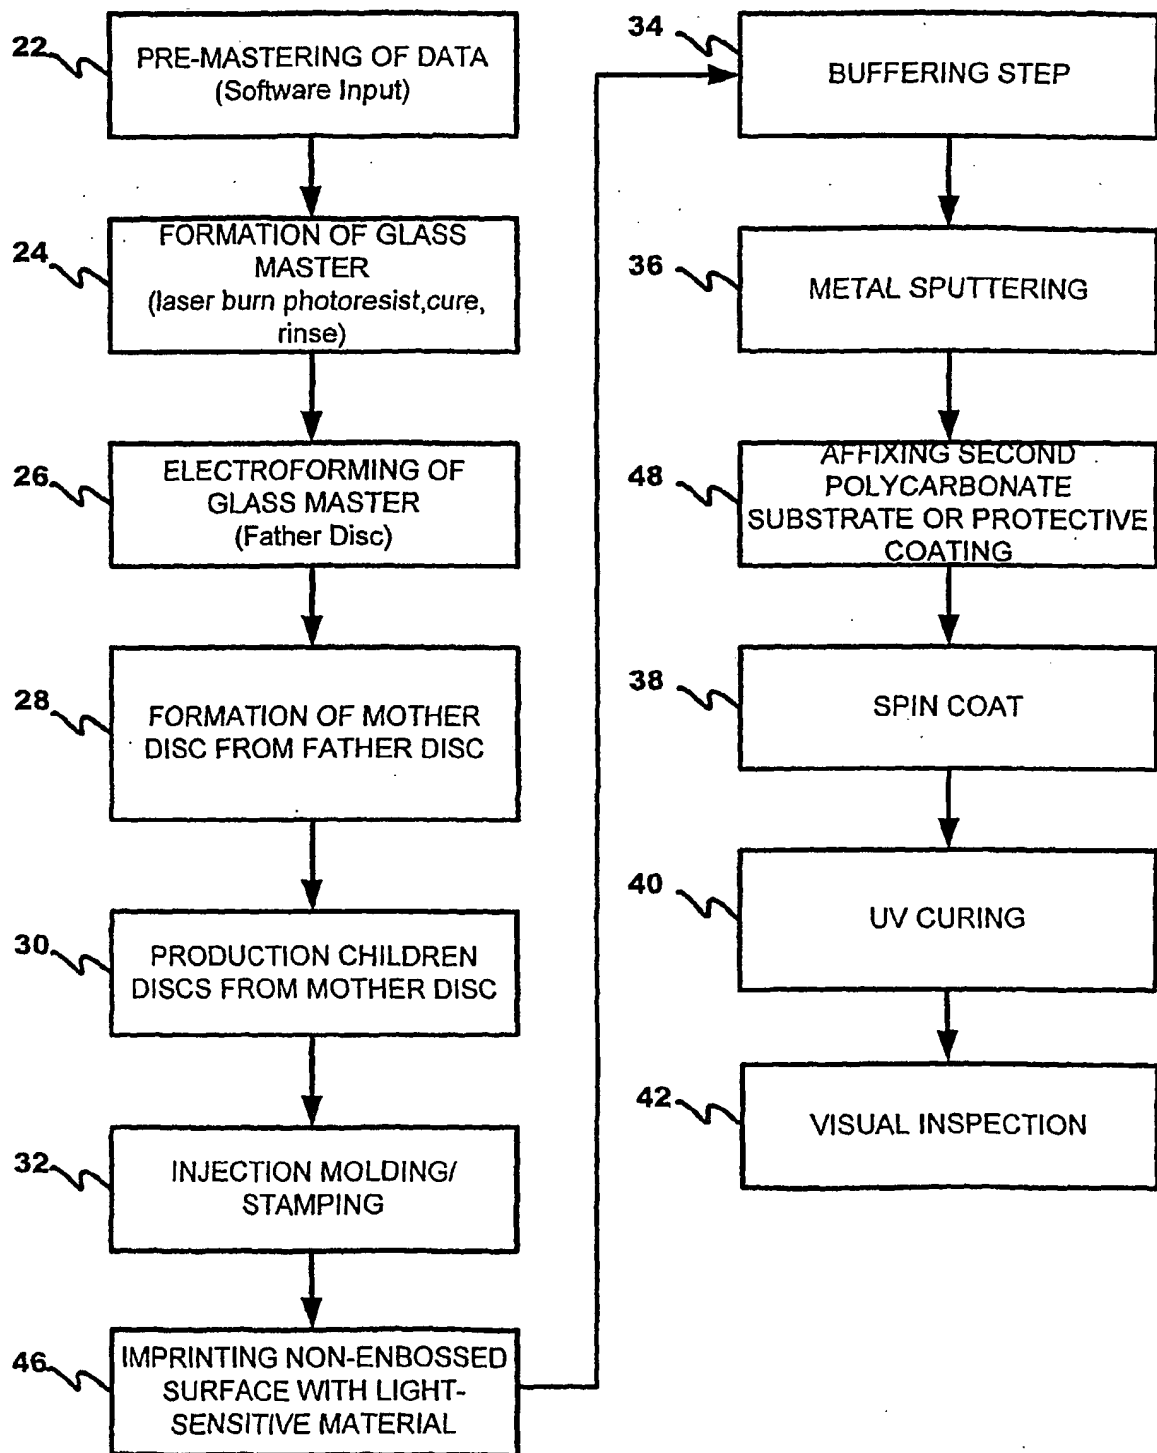 22
PRE-MASTERING OF DATA
(Software Input)
24
FORMATION OF GLASS
MASTER
(laser burn photoresist,cure,
rinse)
26
ELECTROFORMING OF
GLASS MASTER
(Father Disc)
28
FORMATION OF MOTHER
DISC FROM FATHER DISC
30
PRODUCTION CHILDREN
DISCS FROM MOTHER DISC
32
INJECTION MOLDING/
STAMPING
46
IMPRINTING NON-ENBOSSED
SURFACE WITH LIGHT-
SENSITIVE MATERIAL
34
BUFFERING STEP
36
METAL SPUTTERING
48
AFFIXING SECOND
POLYCARBONATE
SUBSTRATE OR PROTECTIVE
COATING
38
SPIN COAT
40
UV CURING
42
VISUAL INSPECTION